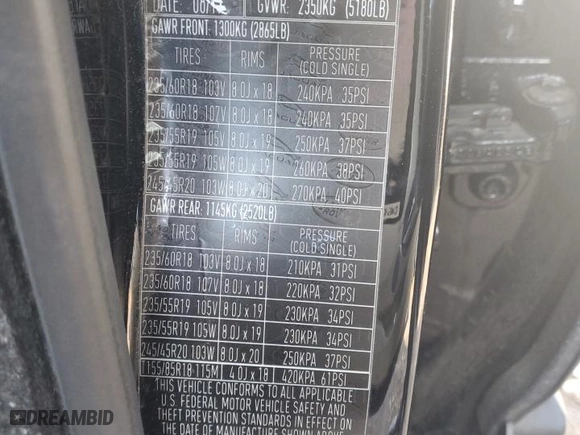 DATE: 06/ GVWR: 2350KG (5180LB)
GAWR FRONT: 1300KG (2865LB)
TIRES RIMS PRESSURE (COLD SINGLE)
235/60R18 103V 8.0J x 18 240KPA 35PSI
235/60R18 107V 8.0J x 18 240KPA 35PSI
235/55R19 105V 8.0J x 19 250KPA 37PSI
235/55R19 105W 8.0J x 19 260KPA 38PSI
245/45R20 103W 8.0J x 20 270KPA 40PSI
GAWR REAR: 1145KG (2520LB)
TIRES RIMS PRESSURE (COLD SINGLE)
235/60R18 103V 8.0J x 18 210KPA 31PSI
235/60R18 107V 8.0J x 18 220KPA 32PSI
235/55R19 105V 8.0J x 19 230KPA 34PSI
235/55R19 105W 8.0J x 19 230KPA 34PSI
245/45R20 103W 8.0J x 20 250KPA 37PSI
T155/85R18 115M 4.0J x 18 420KPA 61PSI
THIS VEHICLE CONFORMS TO ALL APPLICABLE
U.S FEDERAL MOTOR VEHICLE SAFETY AND
THEFT PREVENTION STANDARDS IN EFFECT ON
THE DATE OF MANUFACTURE SHOWN ABOVE
DREAMBID